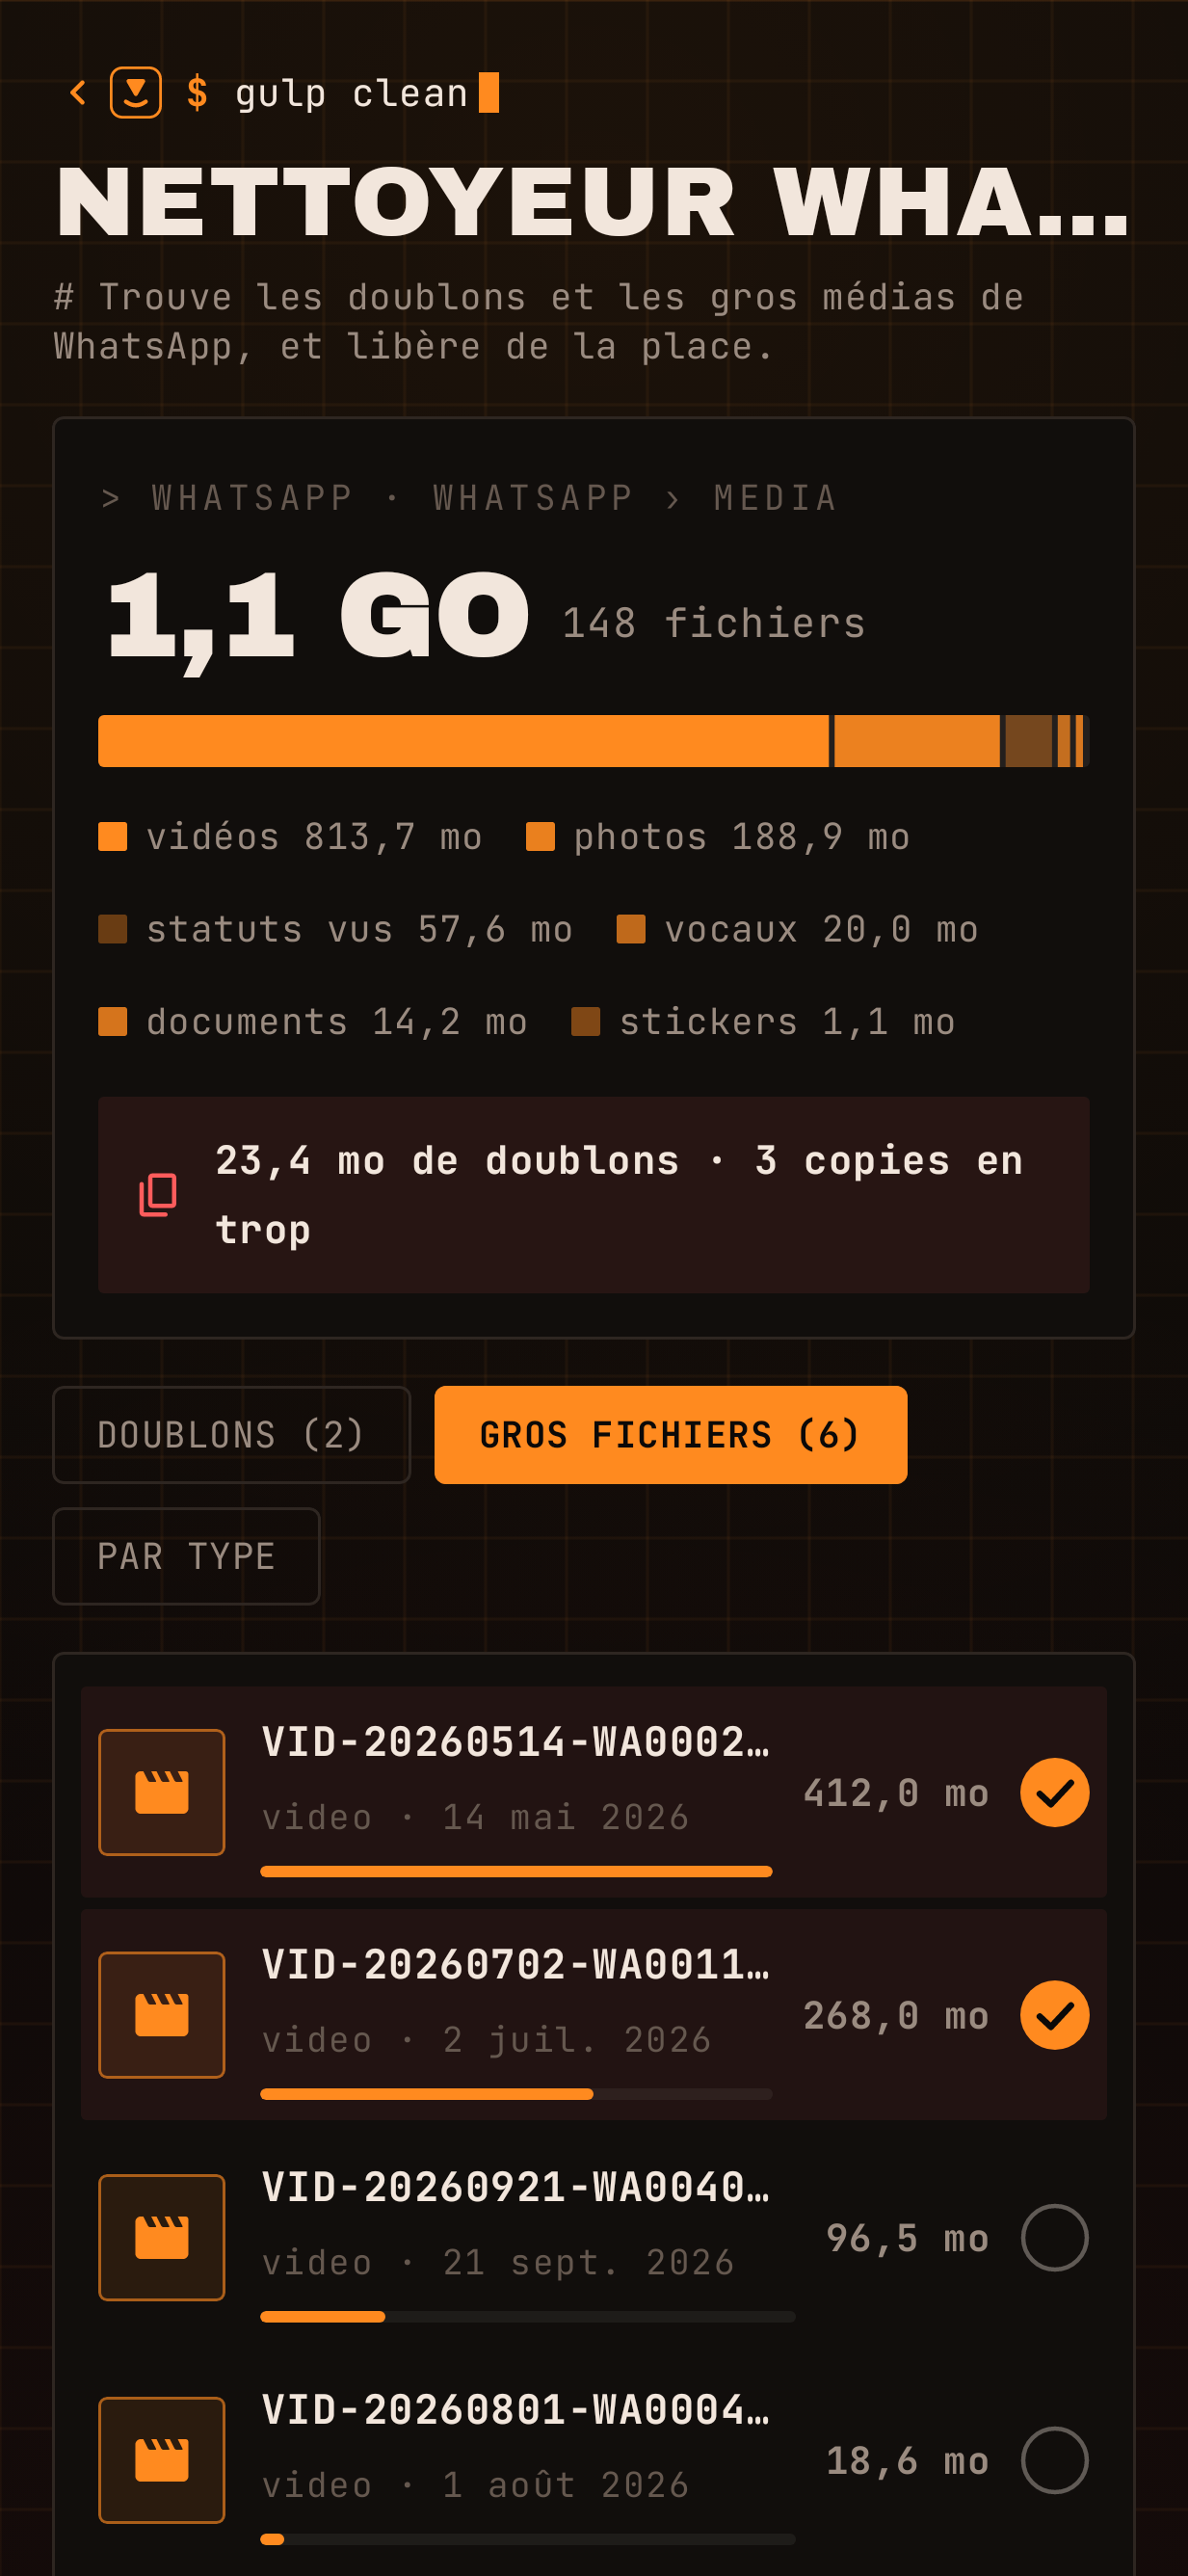 $ gulp clean
NETTOYEUR WHA...
# Trouve les doublons et les gros médias de
WhatsApp, et libère de la place.
> WHATSAPP · WHATSAPP › MEDIA
1,1 GO 148 fichiers
vidéos 813,7 mo photos 188,9 mo
statuts vus 57,6 mo vocaux 20,0 mo
documents 14,2 mo stickers 1,1 mo
23,4 mo de doublons · 3 copies en
trop
DOUBLONS (2) GROS FICHIERS (6)
PAR TYPE
VID-20260514-WA0002…
video · 14 mai 2026
412,0 mo
VID-20260702-WA0011…
video · 2 juil. 2026
268,0 mo
VID-20260921-WA0040…
video · 21 sept. 2026
96,5 mo
VID-20260801-WA0004…
video · 1 août 2026
18,6 mo